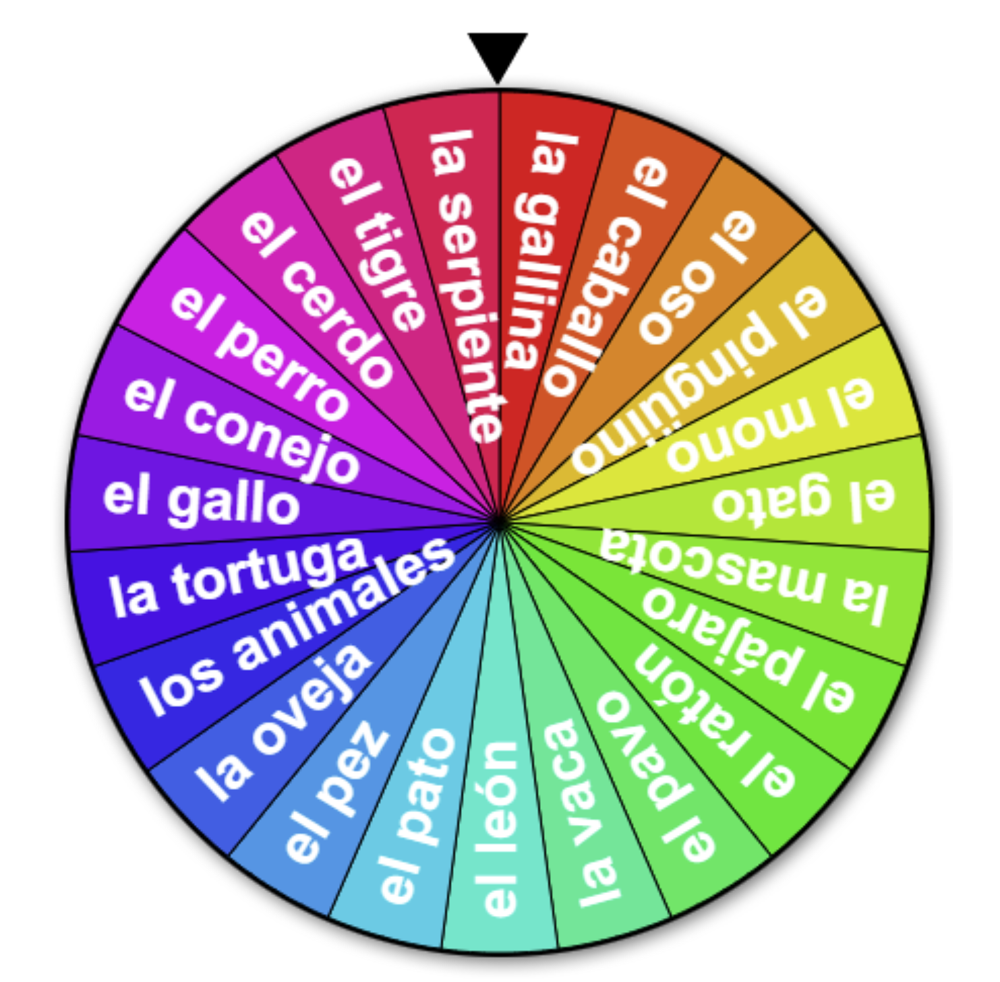 la gallina
el caballo
el oso
el pingüino
el mono
el gato
la mascota
el pájaro
el ratón
el pavo
la vaca
el león
el pato
el pez
la oveja
los animales
la tortuga
el gallo
el conejo
el perro
el cerdo
el tigre
la serpiente